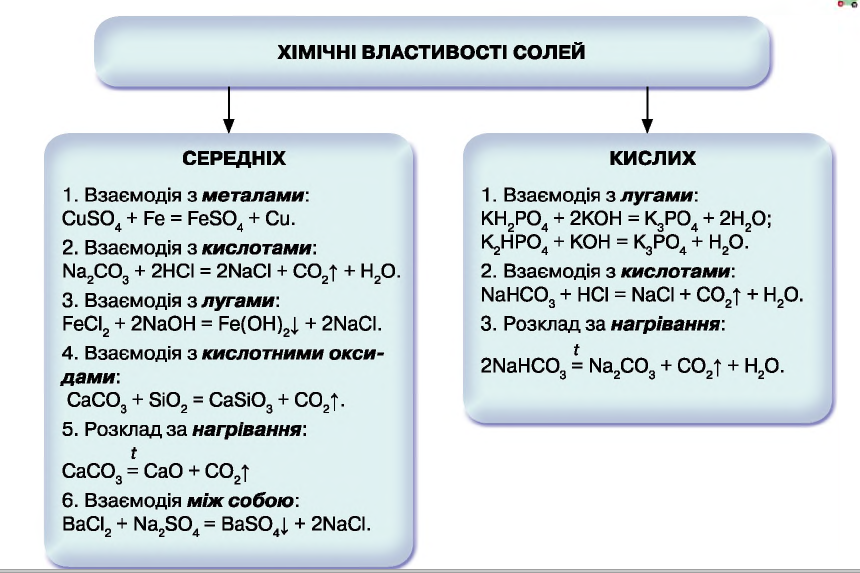 ХІМІЧНІ ВЛАСТИВОСТІ СОЛЕЙ
СЕРЕДНІХ
1. Взаємодія з металами:
CuSO₄ + Fe = FeSO₄ + Cu.
2. Взаємодія з кислотами:
Na₂CO₃ + 2HCl = 2NaCl + CO₂↑ + H₂O.
3. Взаємодія з лугами:
FeCl₂ + 2NaOH = Fe(OH)₂↓ + 2NaCl.
4. Взаємодія з кислотними окси-
дами:
CaCO₃ + SiO₂ = CaSiO₃ + CO₂↑.
5. Розклад за нагрівання:
t
CaCO₃ = CaO + CO₂↑
6. Взаємодія між собою:
BaCl₂ + Na₂SO₄ = BaSO₄↓ + 2NaCl.
КИСЛИХ
1. Взаємодія з лугами:
KH₂PO₄ + 2KOH = K₃PO₄ + 2H₂O;
K₂HPO₄ + KOH = K₃PO₄ + H₂O.
2. Взаємодія з кислотами:
NaHCO₃ + HCl = NaCl + CO₂↑ + H₂O.
3. Розклад за нагрівання:
t
2NaHCO₃ = Na₂CO₃ + CO₂↑ + H₂O.